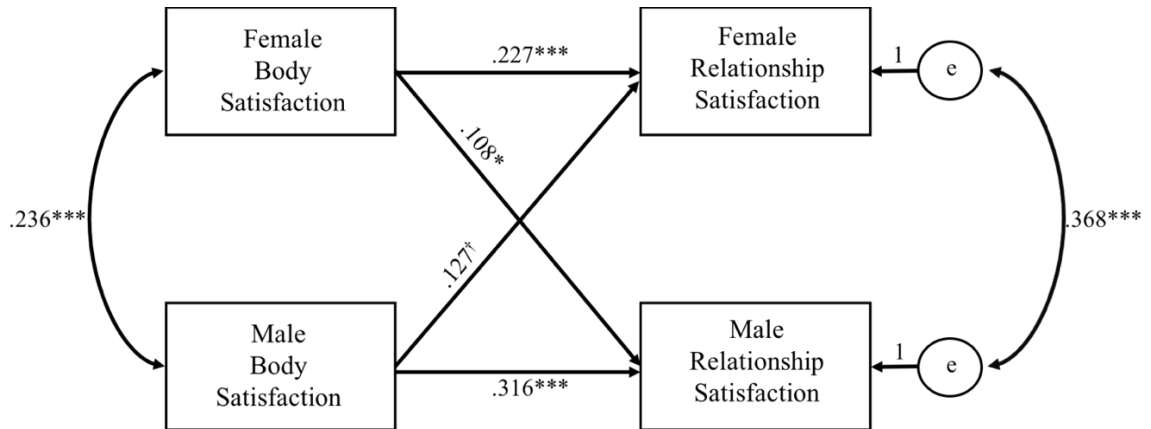 Female
Body
Satisfaction
.227***
Female
Relationship
Satisfaction
1
e
.108*
.236***
.368***
.127†
Male
Body
Satisfaction
.316***
Male
Relationship
Satisfaction
1
e